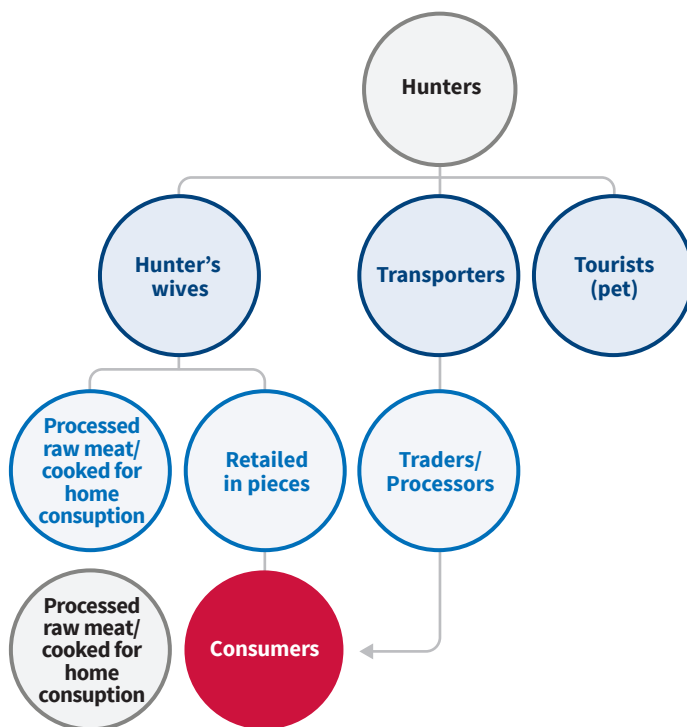 Hunters
Hunter’s
wives
Transporters
Tourists
(pet)
Processed
raw meat/
cooked for
home
consuption
Retailed
in pieces
Traders/
Processors
Processed
raw meat/
cooked for
home
consuption
Consumers